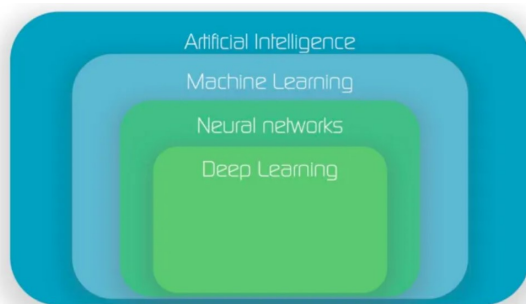 Artificial Intelligence
Machine Learning
Neural networks
Deep Learning